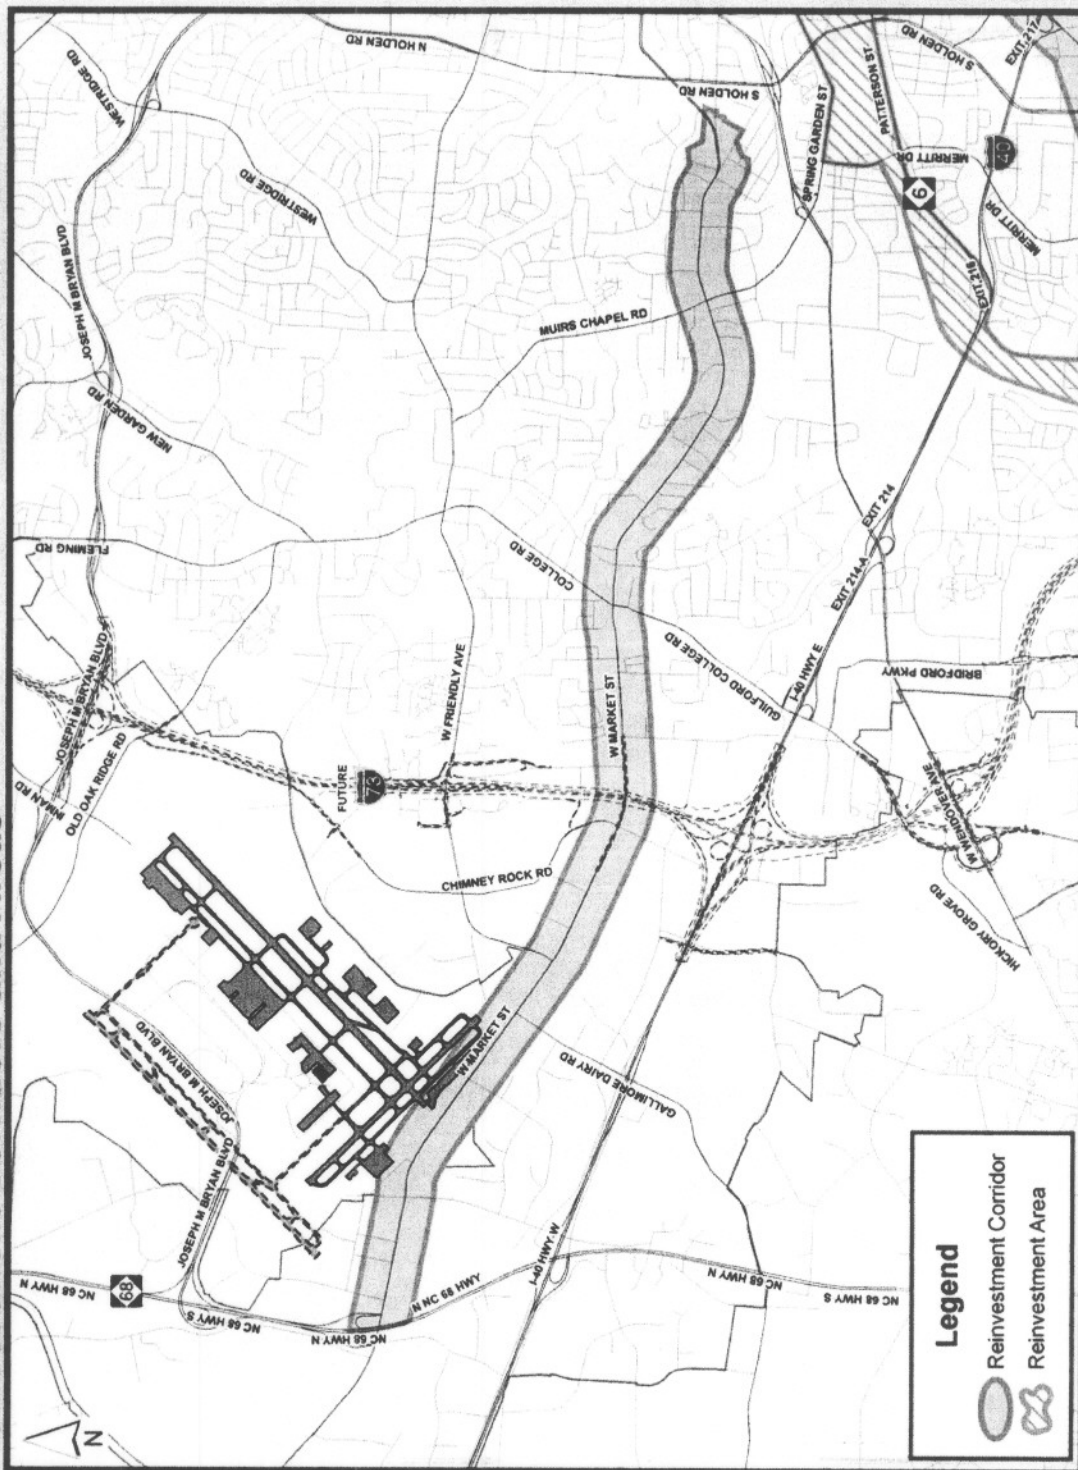 WESTRIDGE RD
N HOLDEN RD
S HOLDEN RD
EXIT 217
PATTERSON ST
S HOLDEN RD
SPRING GARDEN ST
MERRITT DR
40
6
MERRITT DR
EXIT 216
WESTRIDGE RD
JOSEPH M BRYAN BLVD
MUIRS CHAPEL RD
NEW GARDEN RD
FLEMING RD
COLLEGE RD
EXIT 214
EXIT 214-A
GUILFORD COLLEGE RD
I-40 HWY E
BRIDFORD PKWY
W MARKET ST
W FRIENDLY AVE
JOSEPH M BRYAN BLVD
INMAN RD
OLD OAK RIDGE RD
FUTURE
73
CHIMNEY ROCK RD
W WENDOVER AVE
HICKORY GROVE RD
W MARKET ST
GALLIMORE DAIRY RD
JOSEPH M BRYAN BLVD
JOSEPH M BRYAN BLVD
I-40 HWY W
NC 68 HWY N
68
NC 68 HWY S
NC 68 HWY N
N NC 68 HWY
NC 68 HWY N
NC 68 HWY S
N
Legend
Reinvestment Corridor
Reinvestment Area